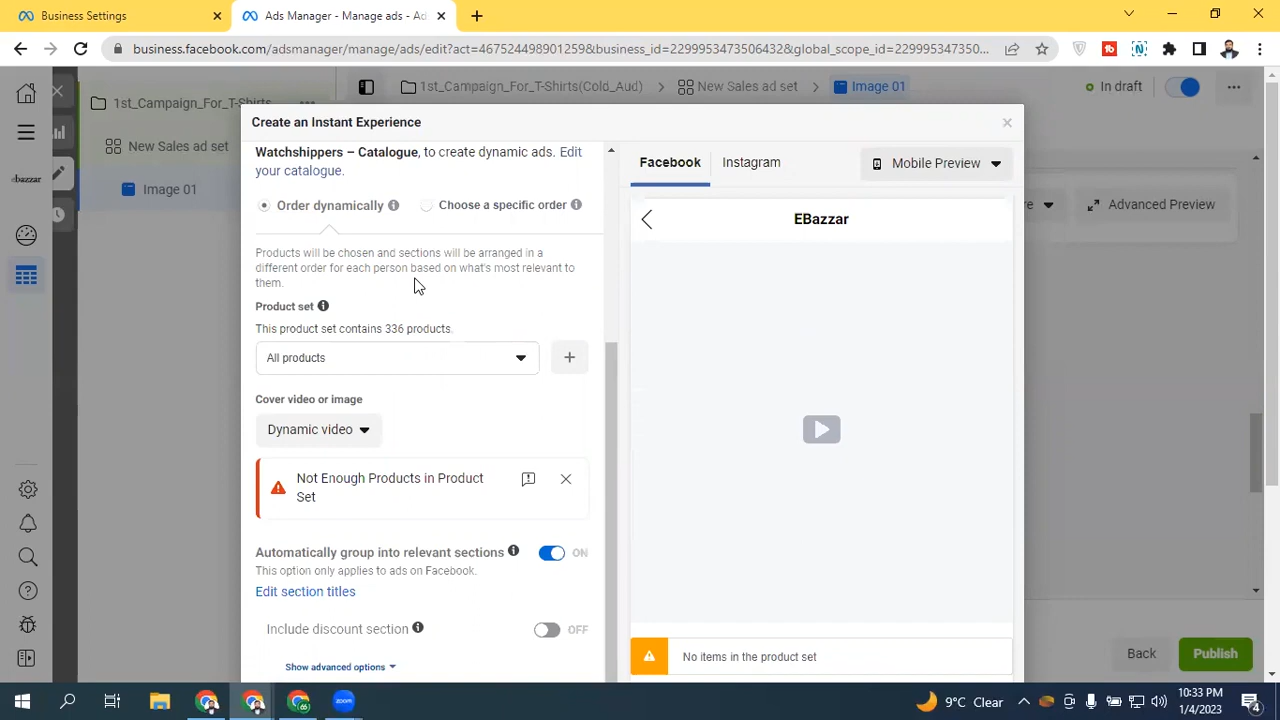 Business Settings
Ads Manager - Manage ads - Ad
business.facebook.com/adsmanager/manage/ads/edit?act=467524498901259&business_id=2299953473526432&global_scope_id=229995347350...
1st_Campaign_For_T-Shirts
1st_Campaign_For_T-Shirts(Cold_Aud)
New Sales ad set
Image 01
In draft
New Sales ad set
Image 01
ebazzar
Advanced Preview
Create an Instant Experience
Watchshippers – Catalogue, to create dynamic ads. Edit
your catalogue.
Order dynamically
Choose a specific order
Products will be chosen and sections will be arranged in a
different order for each person based on what's most relevant to
them.
Product set
This product set contains 336 products.
All products
Cover video or image
Dynamic video
Not Enough Products in Product
Set
Automatically group into relevant sections
ON
This option only applies to ads on Facebook.
Edit section titles
Include discount section
OFF
Show advanced options
Facebook
Instagram
Mobile Preview
EBazzar
No items in the product set
Back
Publish
9°C Clear
10:33 PM
1/4/2023
4